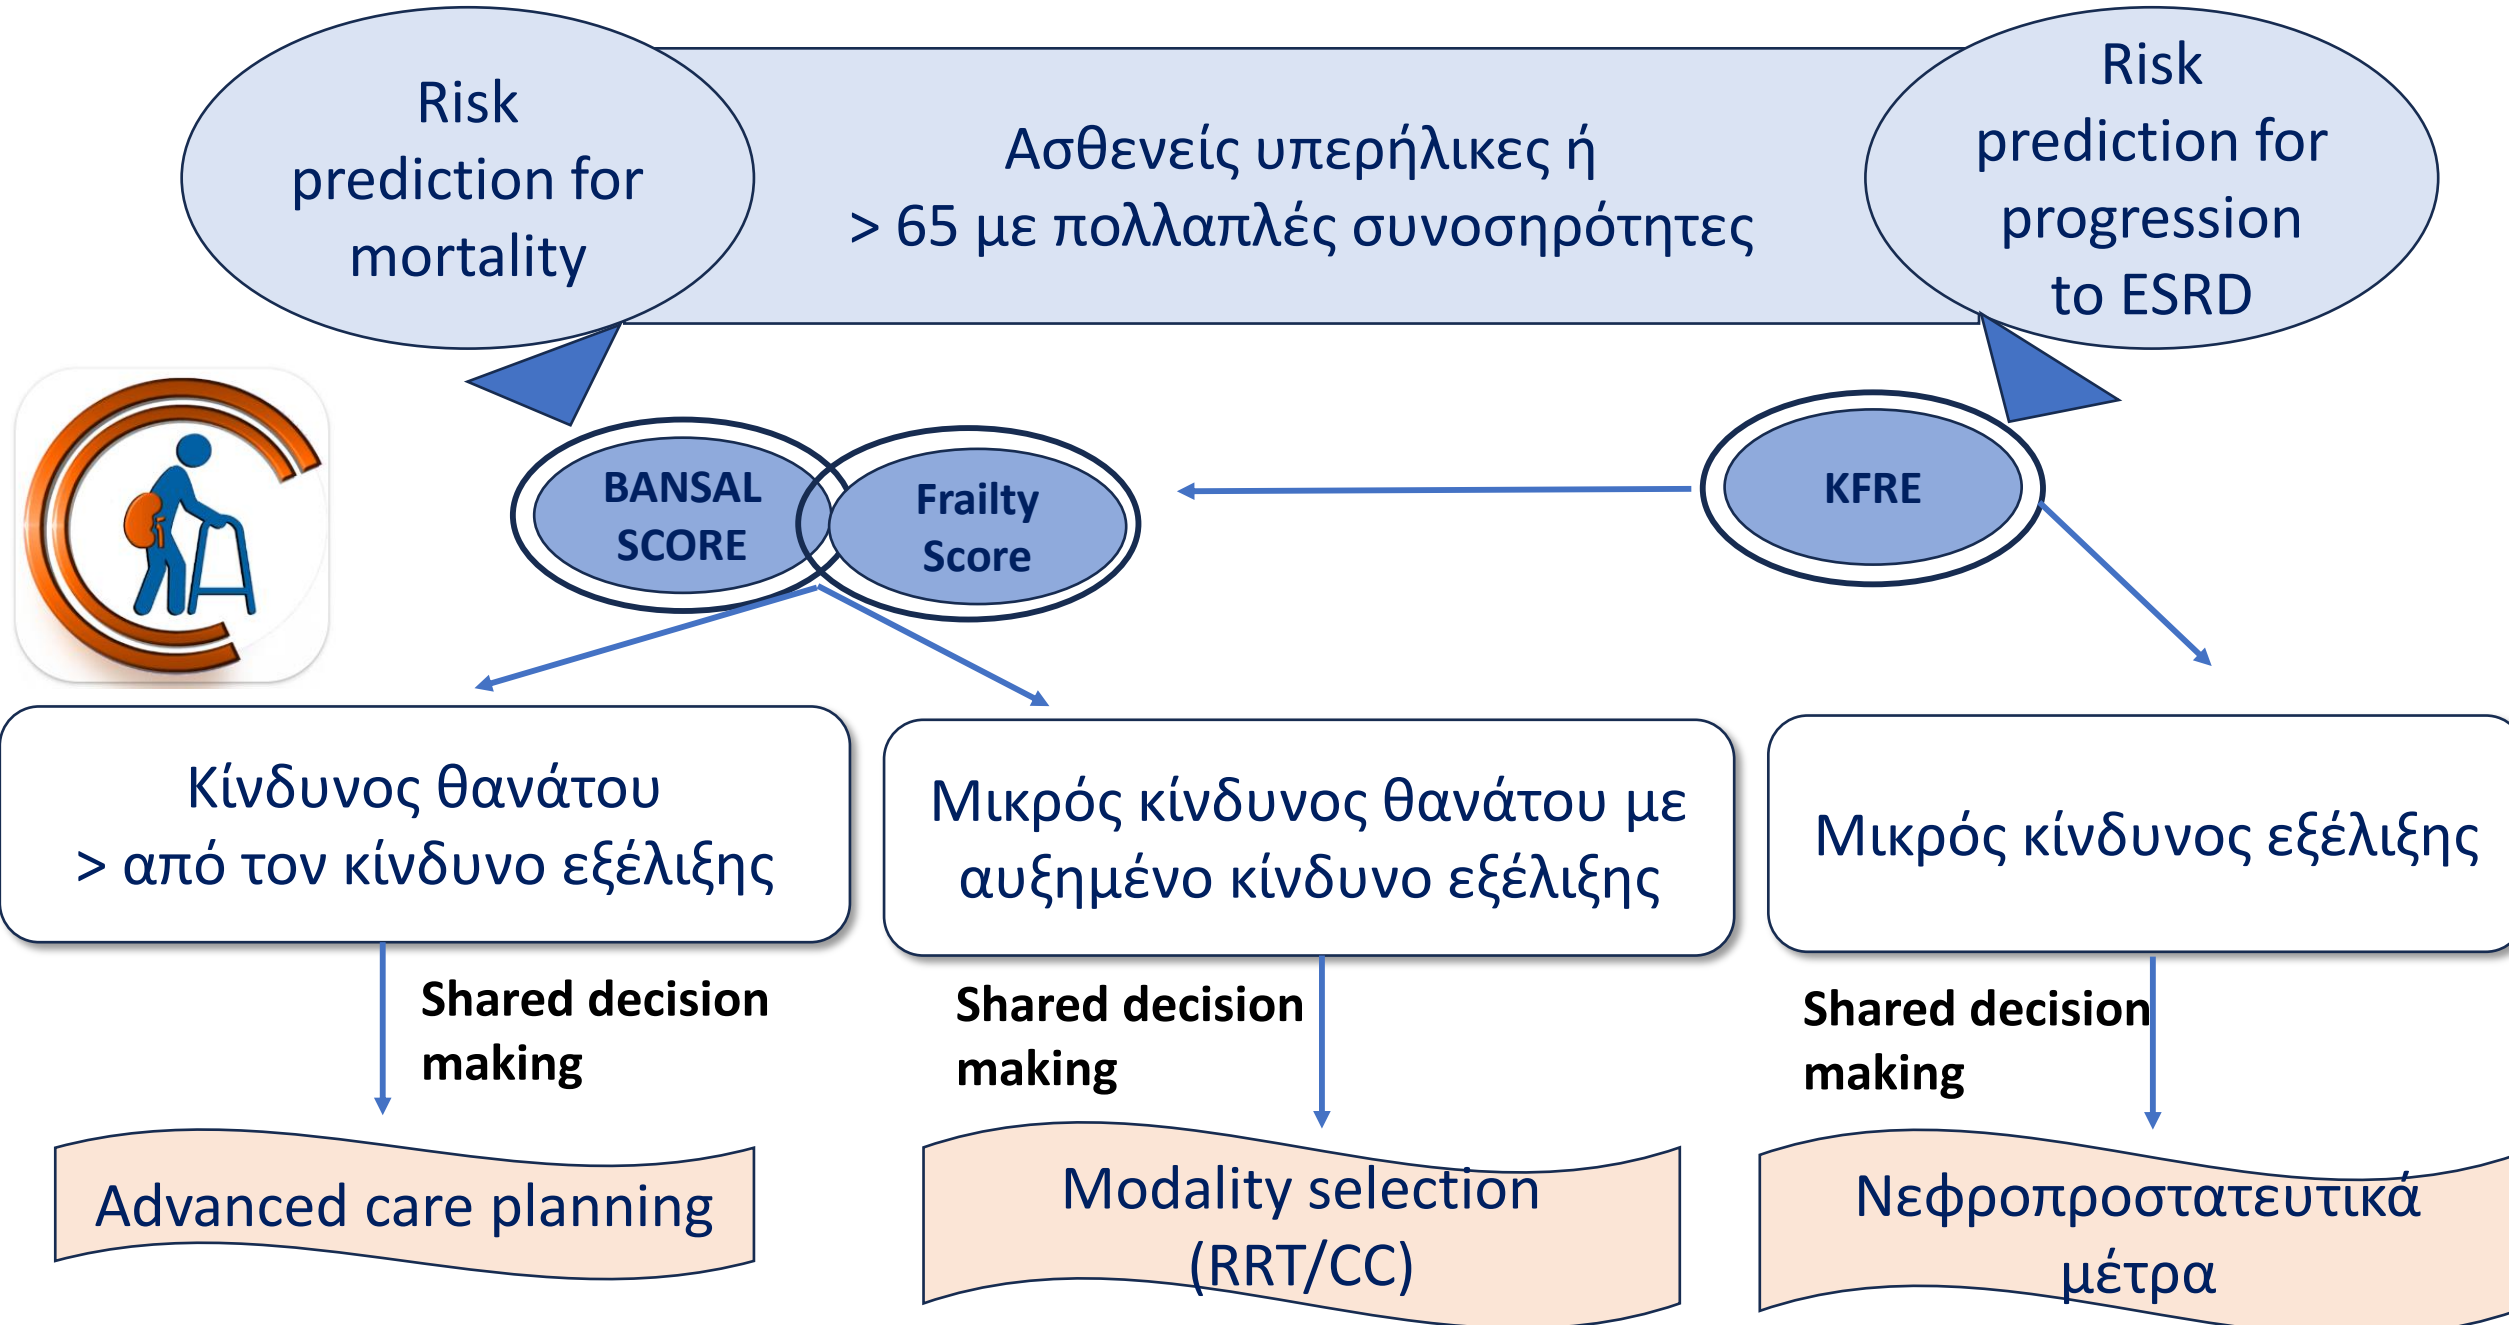 Risk
prediction for
mortality
Ασθενείς υπερήλικες ή
> 65 με πολλαπλές συνοσηρότητες
Risk
prediction for
progression
to ESRD
BANSAL
SCORE
Frailty
Score
KFRE
Κίνδυνος θανάτου
> από τον κίνδυνο εξέλιξης
Μικρός κίνδυνος θανάτου με
αυξημένο κίνδυνο εξέλιξης
Μικρός κίνδυνος εξέλιξης
Shared decision
making
Shared decision
making
Shared decision
making
Advanced care planning
Modality selection
(RRT/CC)
Νεφροπροστατευτικά
μέτρα